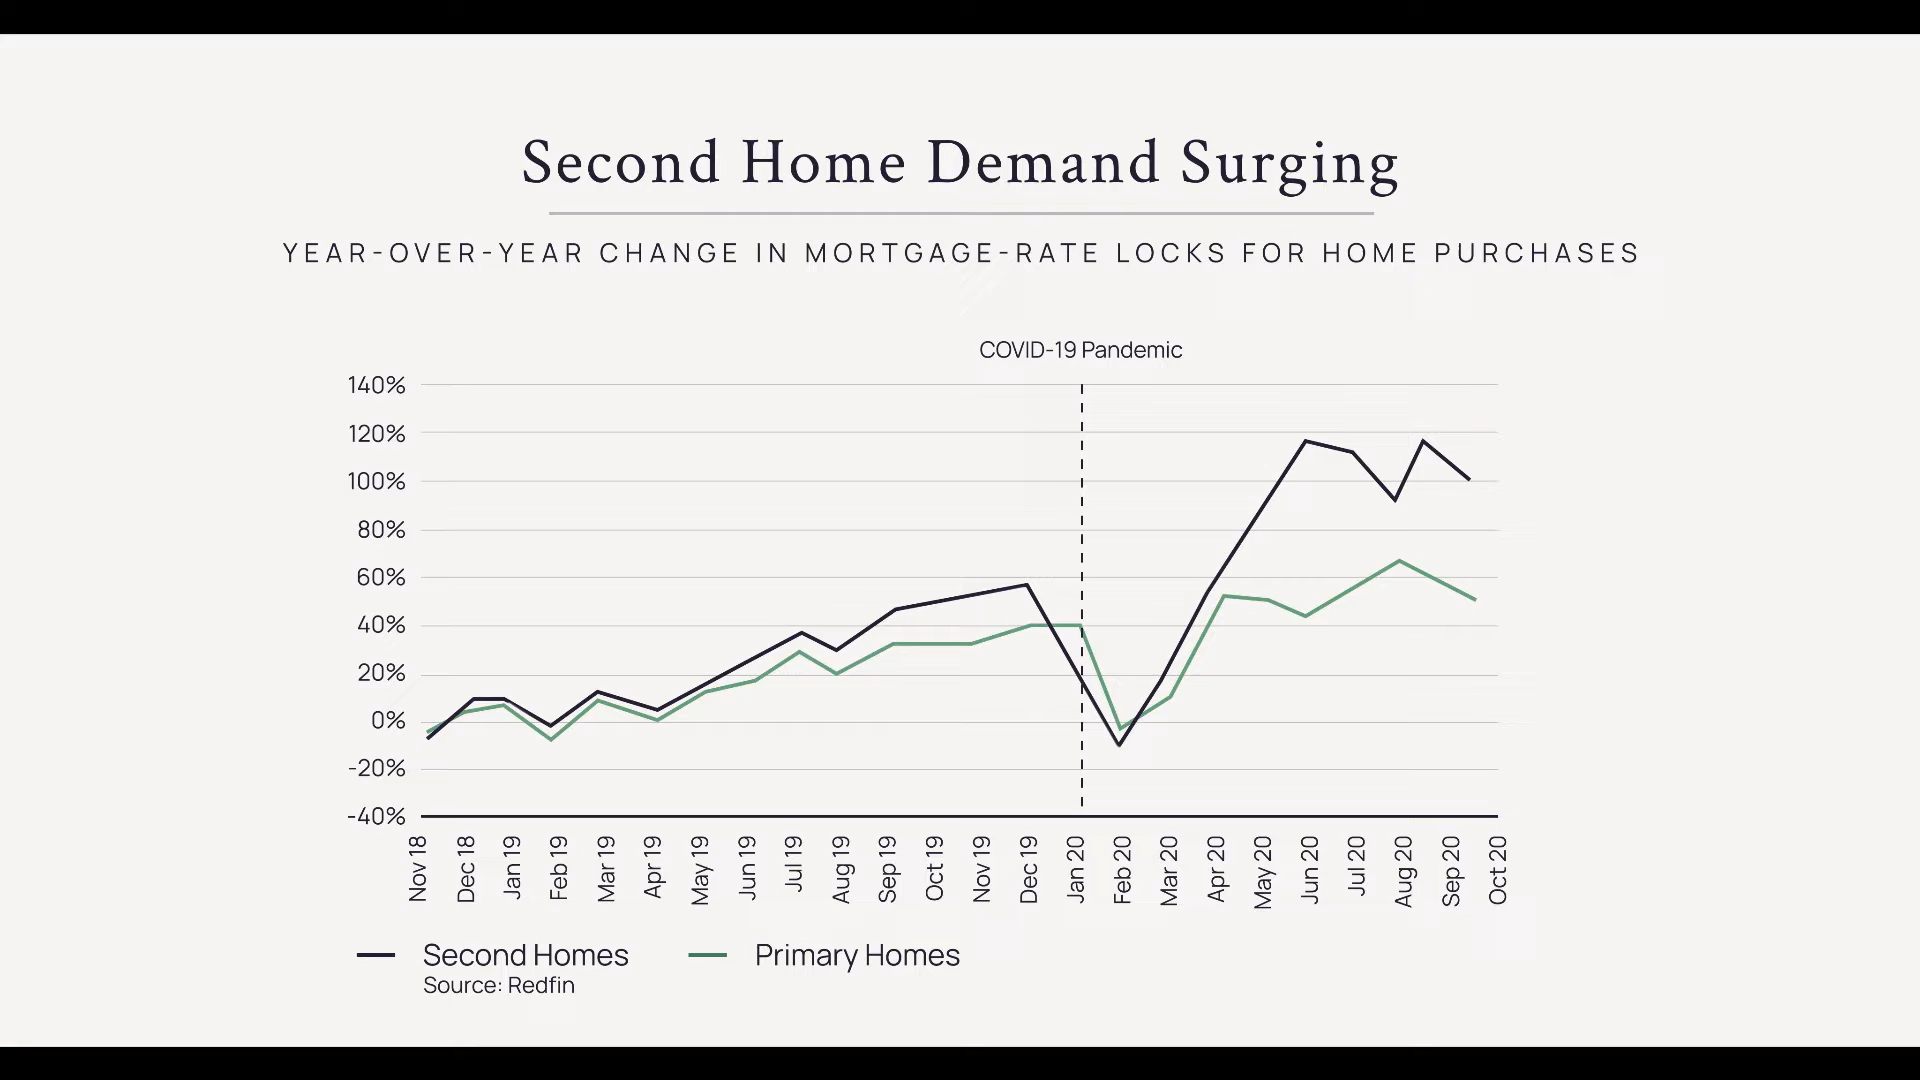 Second Home Demand Surging
YEAR-OVER-YEAR CHANGE IN MORTGAGE-RATE LOCKS FOR HOME PURCHASES
COVID-19 Pandemic
140%
120%
100%
80%
60%
40%
20%
0%
-20%
-40%
Nov 18
Dec 18
Jan 19
Feb 19
Mar 19
Apr 19
May 19
Jun 19
Jul 19
Aug 19
Sep 19
Oct 19
Nov 19
Dec 19
Jan 20
Feb 20
Mar 20
Apr 20
May 20
Jun 20
Jul 20
Aug 20
Sep 20
Oct 20
Second Homes
Primary Homes
Source: Redfin